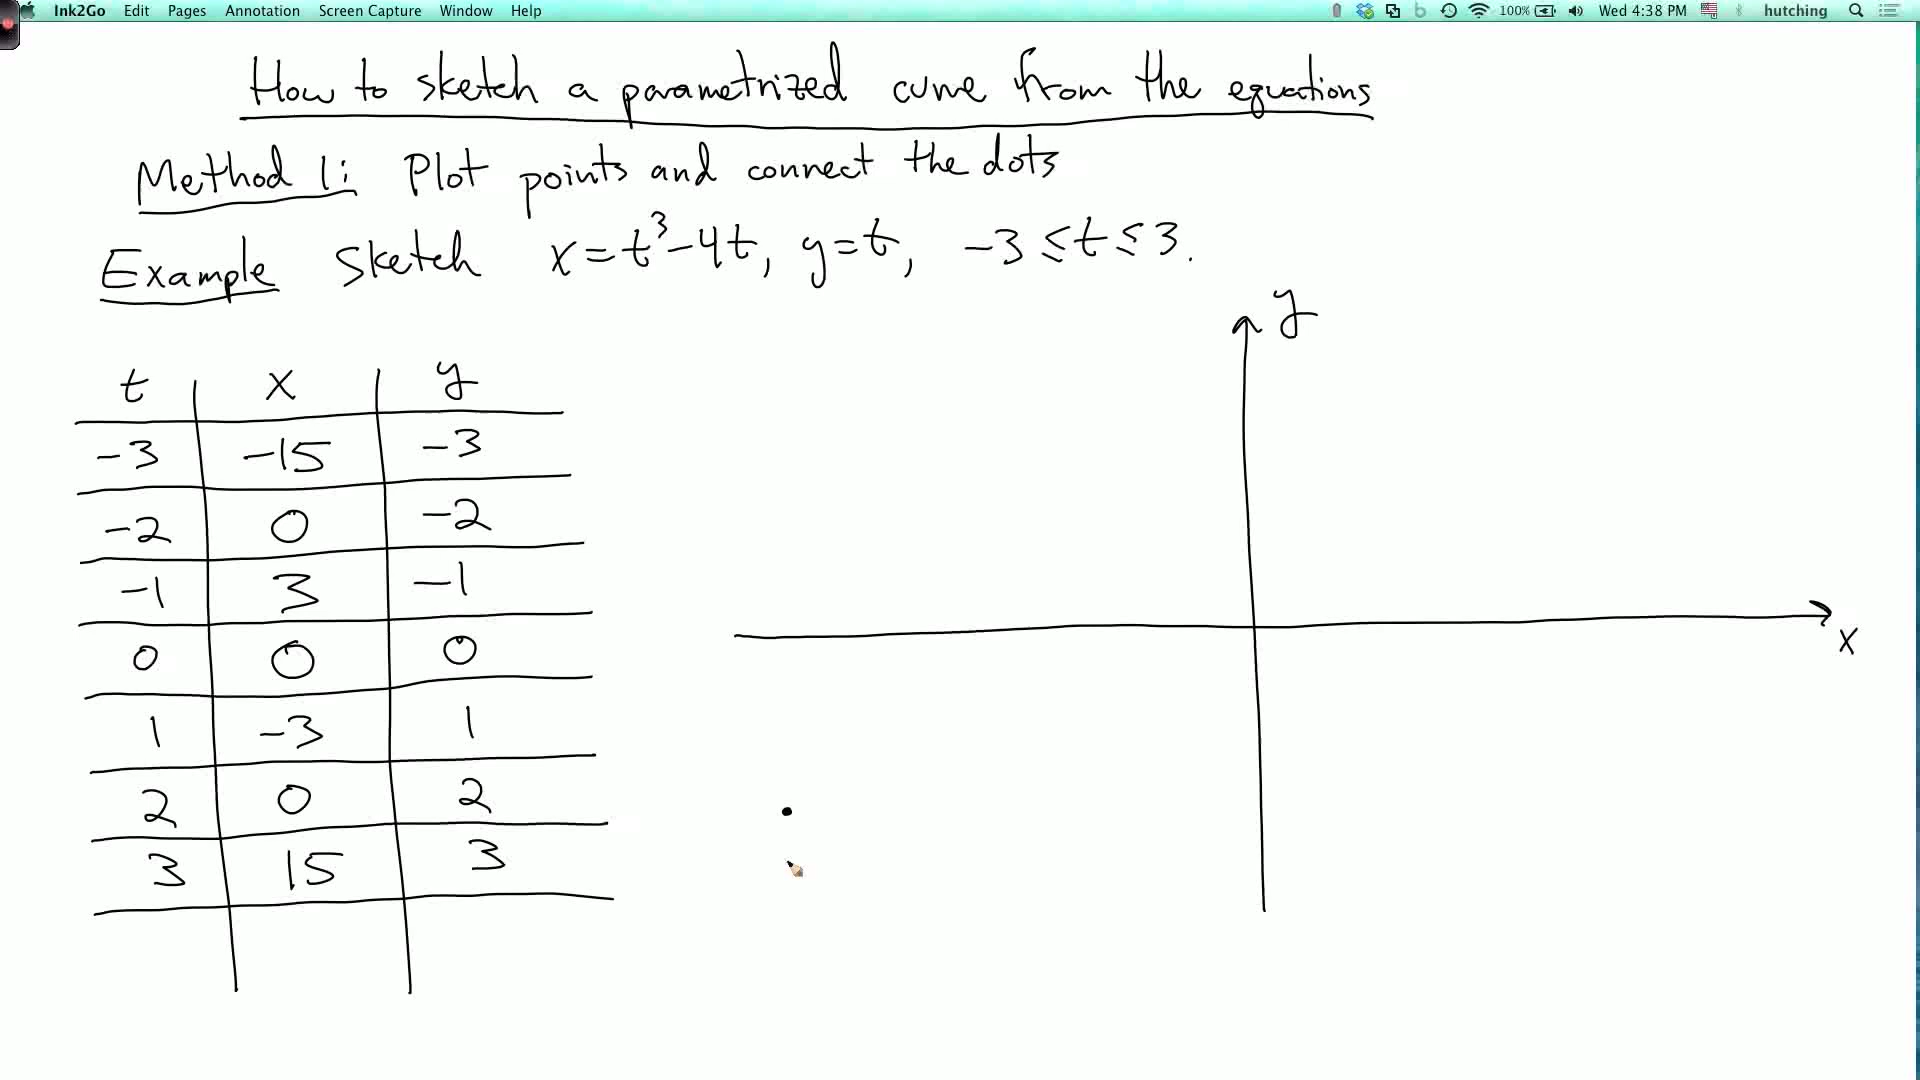 Ink2Go Edit Pages Annotation Screen Capture Window Help 100% Wed 4:38 PM hutching
How to sketch a parametrized curve from the equations
Method 1: Plot points and connect the dots
Example Sketch x=t³-4t, y=t, -3≤t≤3.
y
t x y
-3 -15 -3
-2 0 -2
-1 3 -1
0 0 0
x
1 -3 1
2 0 2
3 15 3